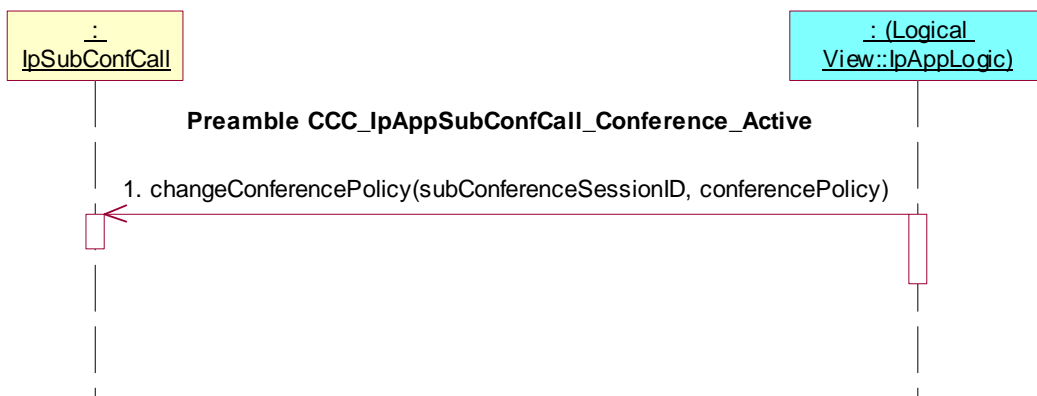 :
IpSubConfCall
: (Logical
View::IpAppLogic)
Preamble CCC_IpAppSubConfCall_Conference_Active
1. changeConferencePolicy(subConferenceSessionID, conferencePolicy)